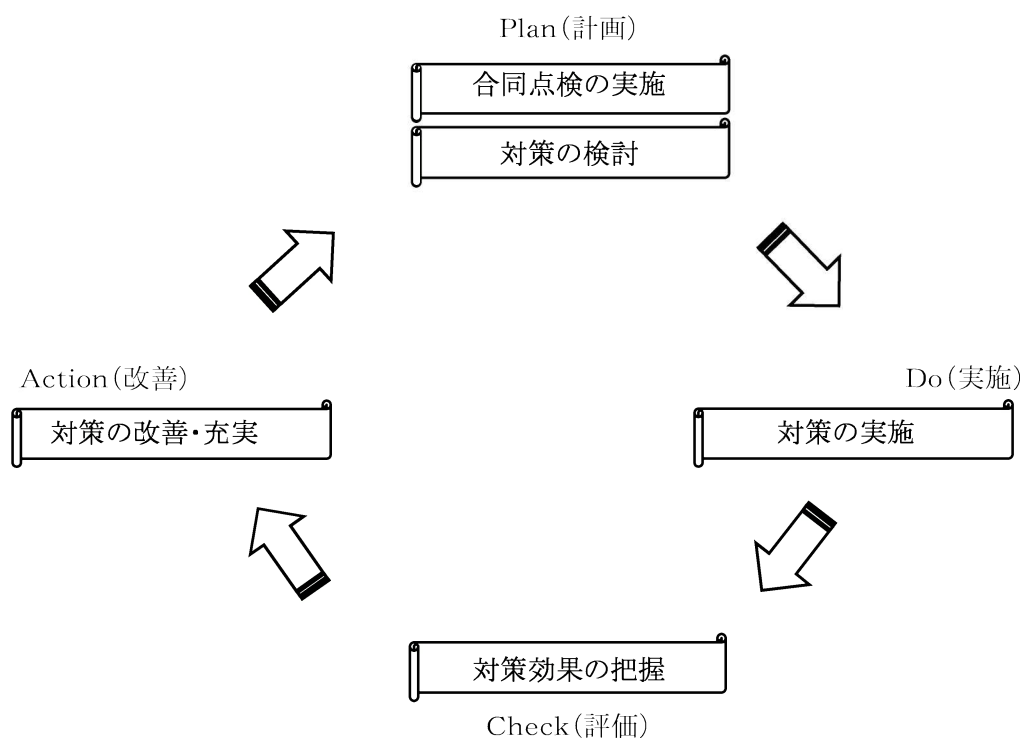 Plan(計画)
合同点検の実施
対策の検討
Action(改善)
対策の改善・充実
Do(実施)
対策の実施
対策効果の把握
Check(評価)